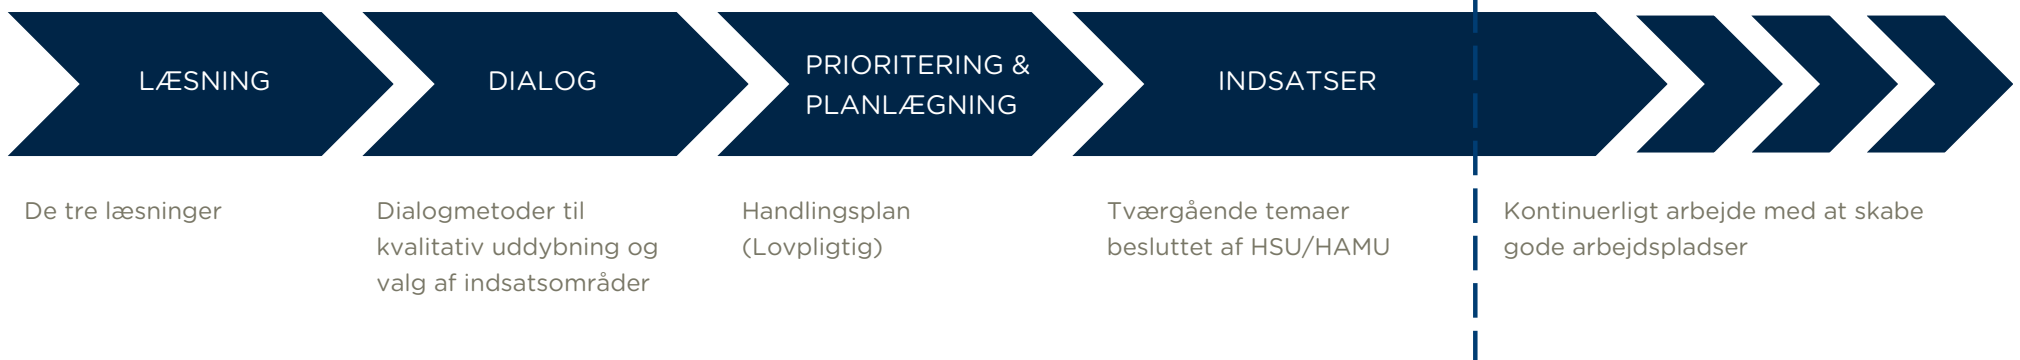 LÆSNING
DIALOG
PRIORITERING &
PLANLÆGNING
INDSATSER
De tre læsninger
Dialogmetoder til
kvalitativ uddybning og
valg af indsatsområder
Handlingsplan
(Lovpligtig)
Tværgående temaer
besluttet af HSU/HAMU
Kontinuerligt arbejde med at skabe
gode arbejdspladser